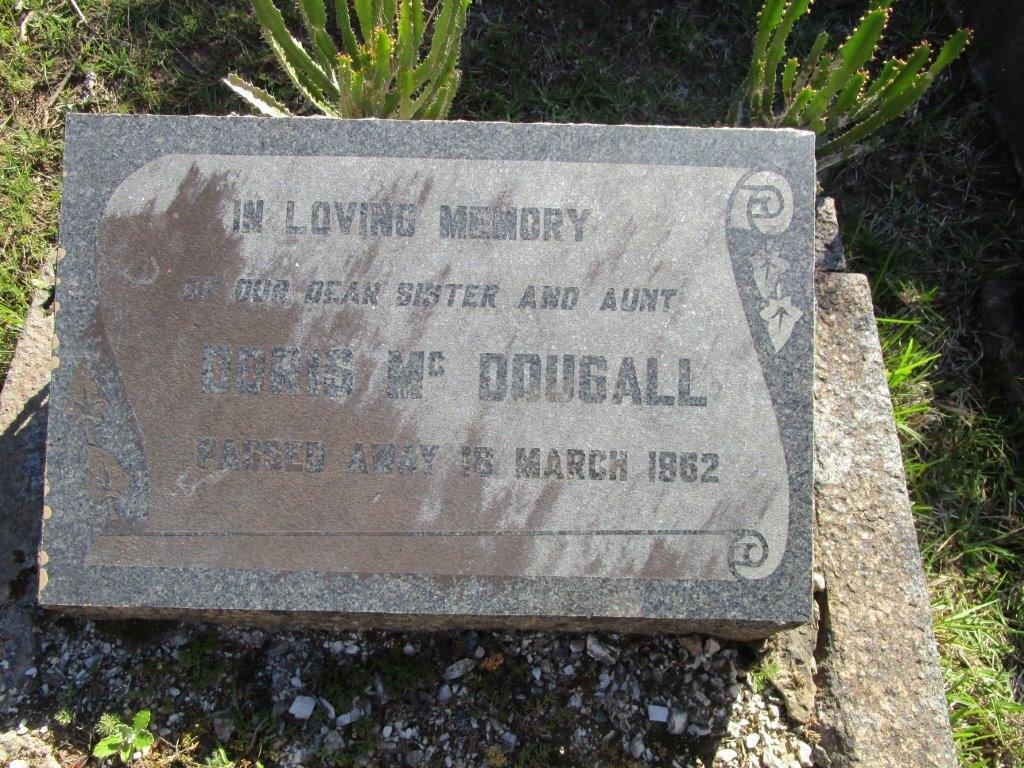 IN LOVING MEMORY
OF OUR DEAR SISTER AND AUNT
DORIS Mc DOUGALL
PASSED AWAY 16 MARCH 1962